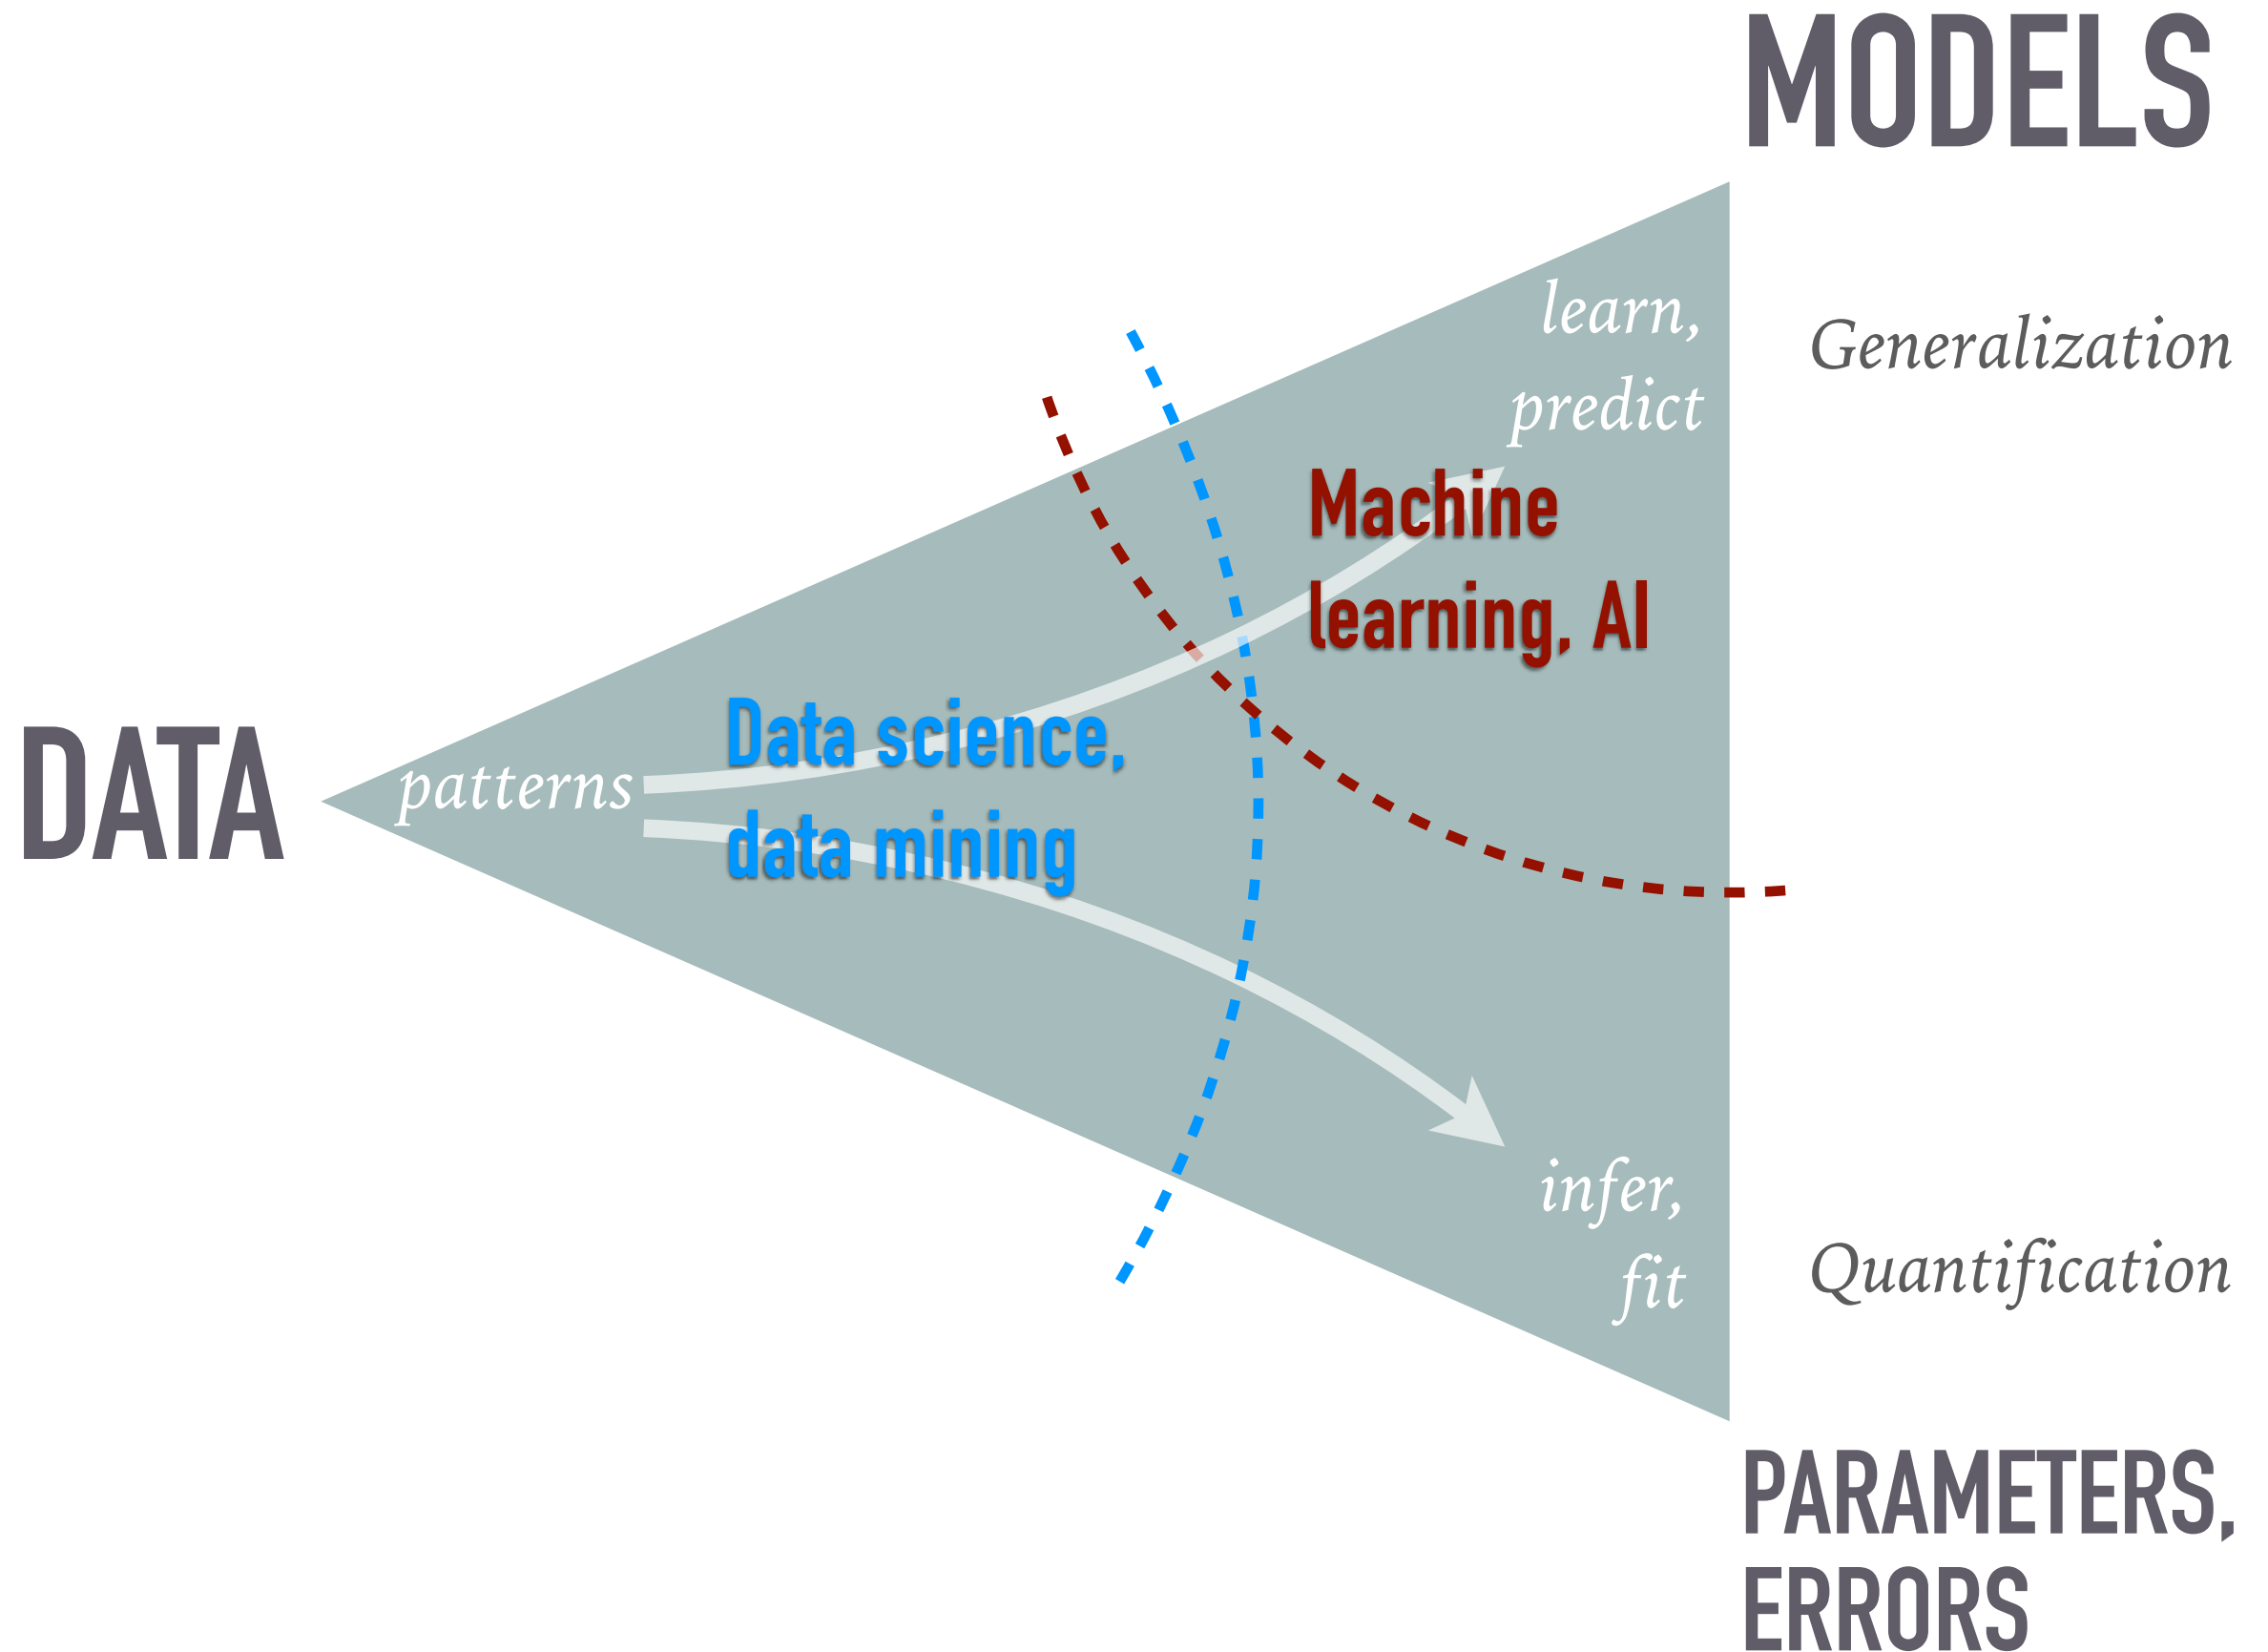 MODELS
learn,
predict
Generalization
Machine
learning, AI
DATA
patterns
Data science,
data mining
infer,
fit
Quantification
PARAMETERS,
ERRORS